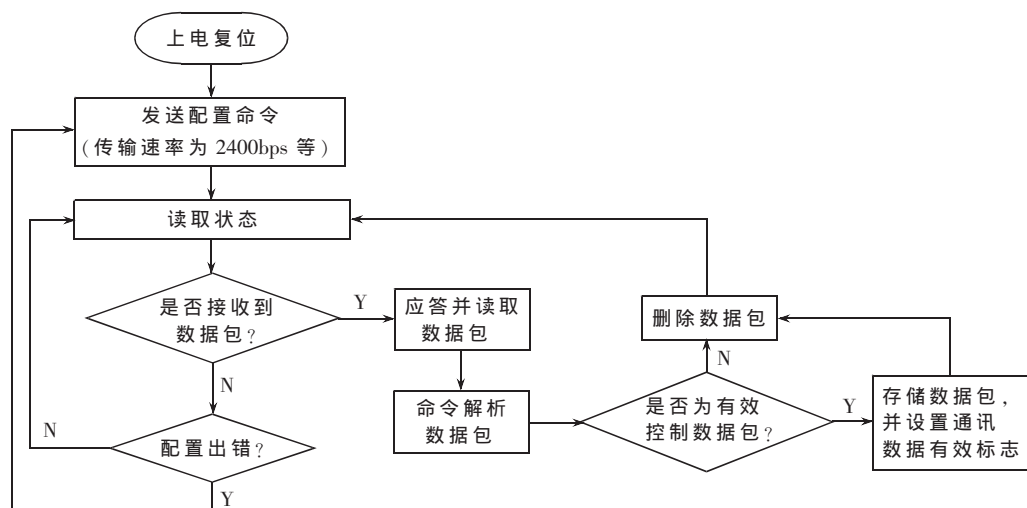 上电复位
发送配置命令
(传输速率为 2400bps 等)
读取状态
是否接收到
数据包?
Y
应答并读取
数据包
删除数据包
N
N
命令解析
数据包
是否为有效
控制数据包?
Y
存储数据包,
并设置通讯
数据有效标志
N
配置出错?
Y